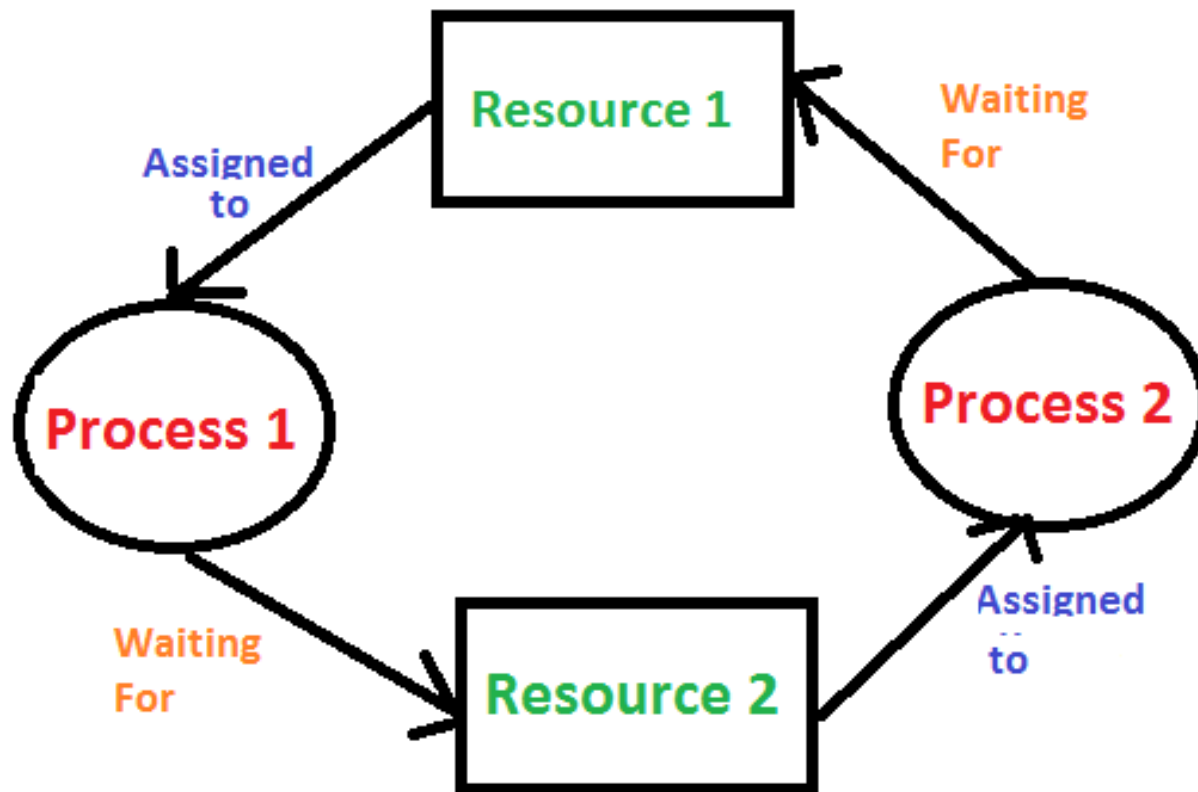 Resource 1
Waiting
For
Assigned
to
Process 1
Process 2
Assigned
to
Waiting
For
Resource 2